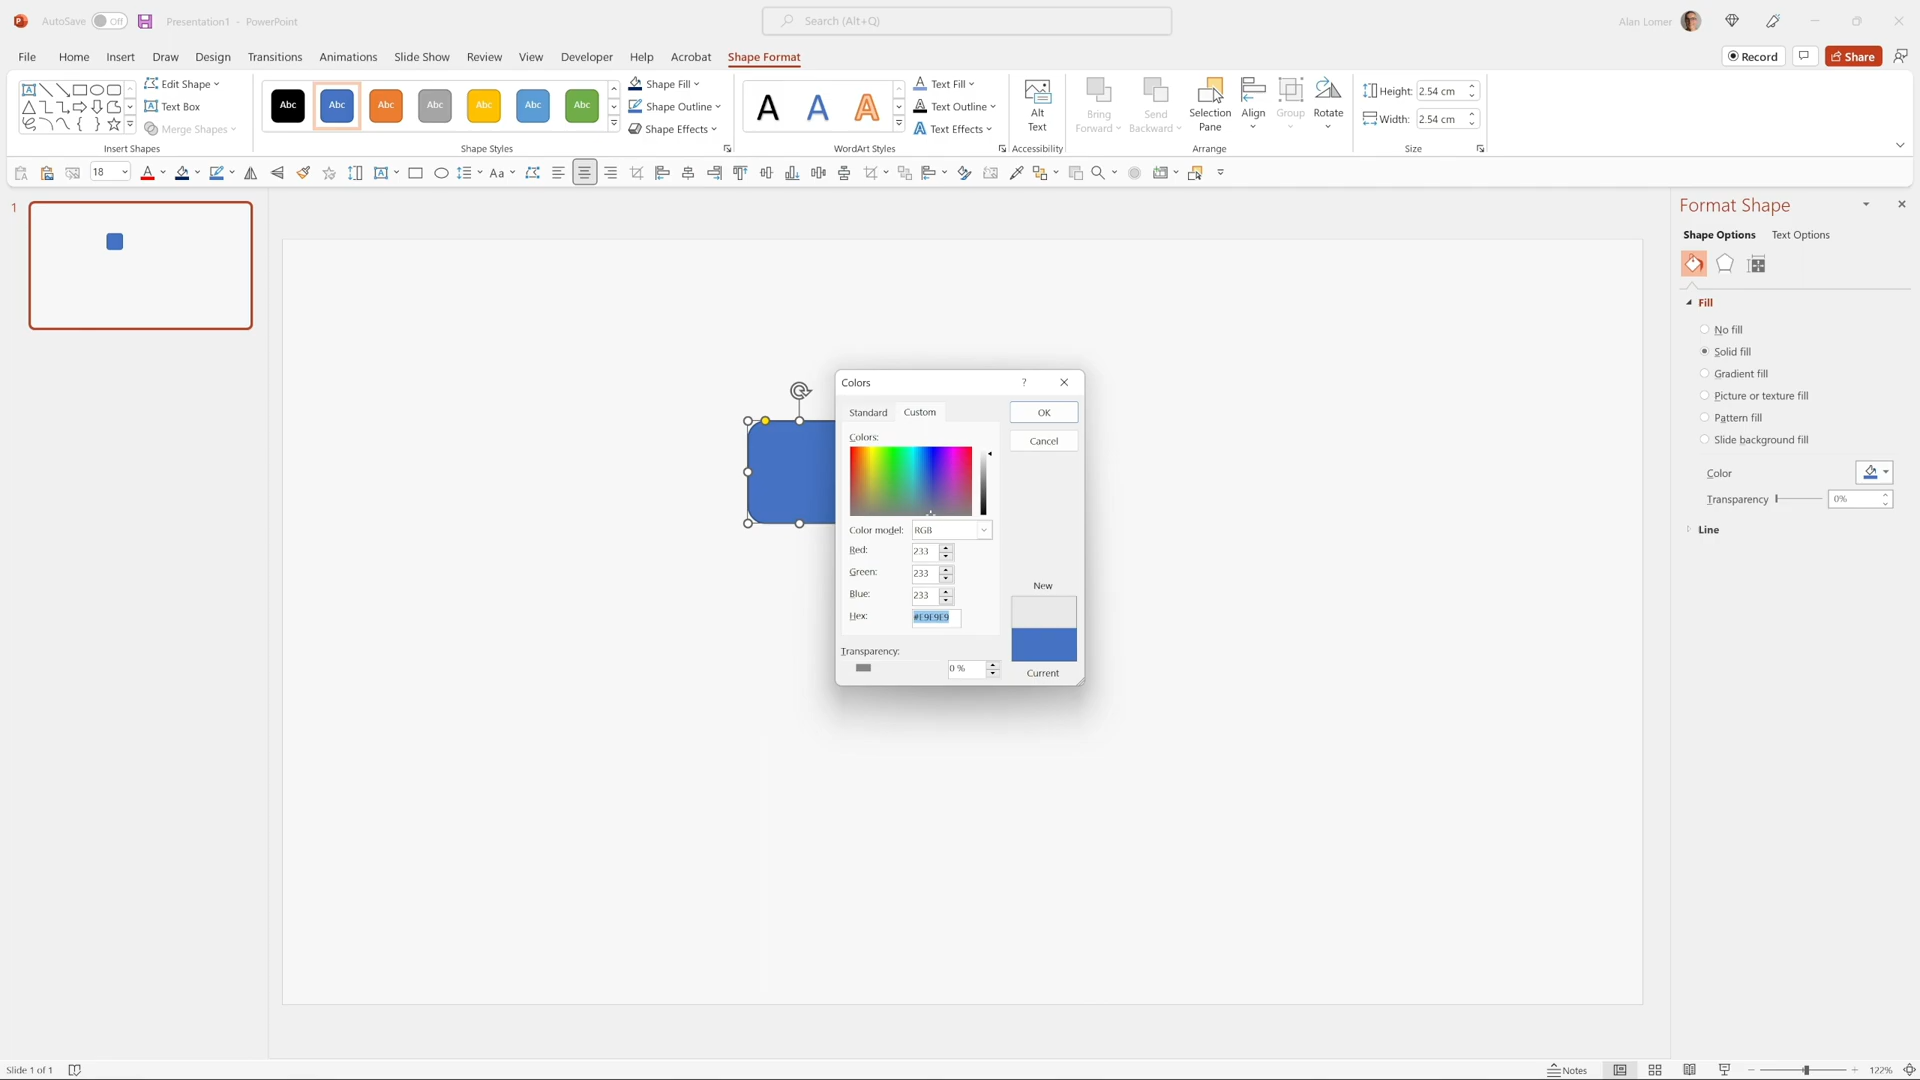 AutoSave Off Presentation1 - PowerPoint
Search (Alt+Q)
Alan Lomer
File Home Insert Draw Design Transitions Animations Slide Show Review View Developer Help Acrobat Shape Format
Record Share
Edit Shape
Text Box
Merge Shapes
Insert Shapes
Abc Abc Abc Abc Abc Abc Abc
Shape Fill
Shape Outline
Shape Effects
Shape Styles
A A A
Text Fill
Text Outline
Text Effects
WordArt Styles
Alt Text
Accessibility
Bring Forward
Send Backward
Selection Pane
Align
Group
Rotate
Arrange
Height: 2.54 cm
Width: 2.54 cm
Size
18 A Aa
1
Colors ?
Standard Custom
OK
Cancel
Colors:
Color model: RGB
Red: 233
Green: 233
Blue: 233
Hex: #E9E9E9
Transparency:
0 %
New
Current
Format Shape
Shape Options Text Options
Fill
No fill
Solid fill
Gradient fill
Picture or texture fill
Pattern fill
Slide background fill
Color
Transparency 0%
Line
Slide 1 of 1
Notes
122%